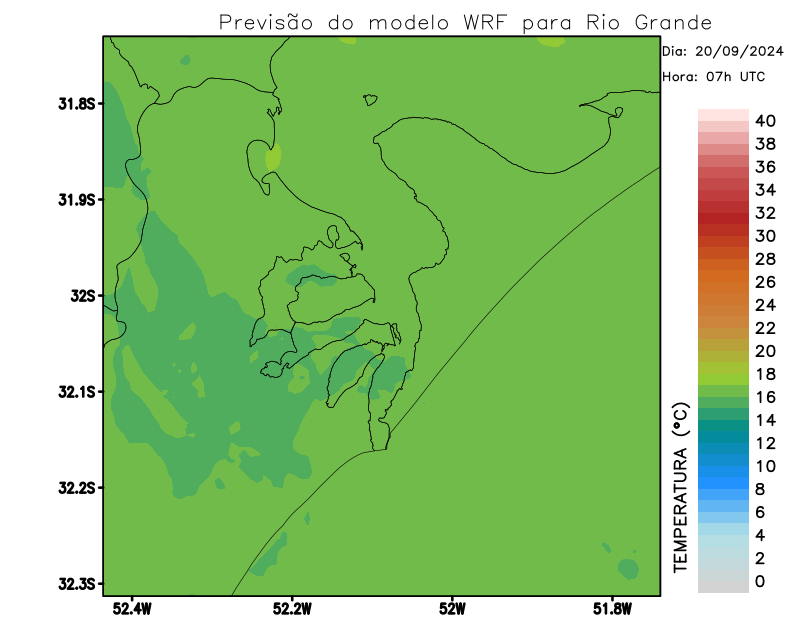 Previsão do modelo WRF para Rio Grande
Dia: 20/09/2024
Hora: 07h UTC
31.8S
31.9S
32S
32.1S
32.2S
32.3S
52.4W
52.2W
52W
51.8W
TEMPERATURA (°C)
40
38
36
34
32
30
28
26
24
22
20
18
16
14
12
10
8
6
4
2
0